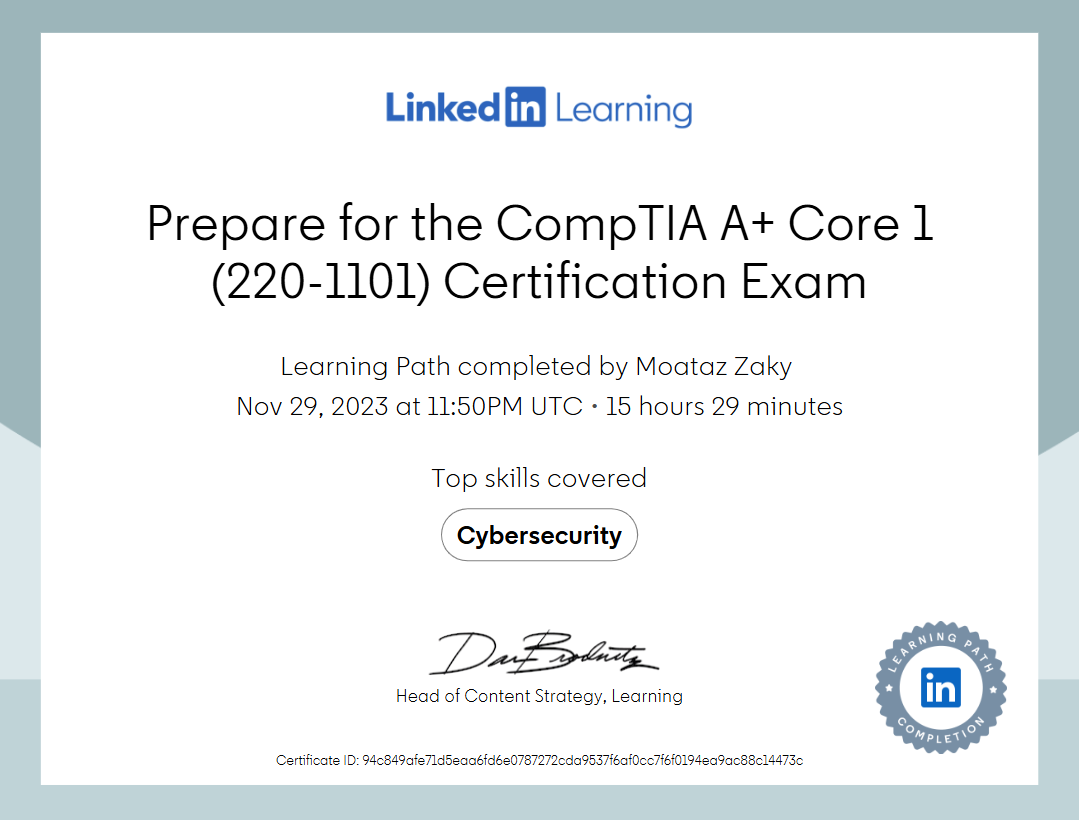 Linked in Learning
Prepare for the CompTIA A+ Core 1
(220-1101) Certification Exam
Learning Path completed by Moataz Zaky
Nov 29, 2023 at 11:50PM UTC • 15 hours 29 minutes
Top skills covered
Cybersecurity
Dan Brodnitz
Head of Content Strategy, Learning
LEARNING PATH
in
COMPLETION
Certificate ID: 94c849afe71d5eaa6fd6e0787272cda9537f6af0cc7f6f0194ea9ac88c14473c